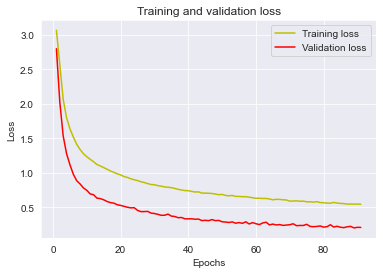 Training and validation loss
Training loss
Validation loss
3.0
2.5
2.0
1.5
1.0
0.5
Loss
0 20 40 60 80
Epochs